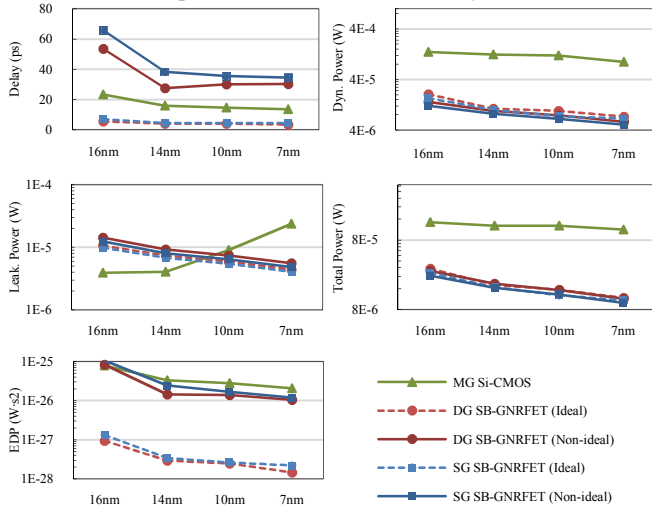 80
60
40
20
0
Delay (ps)
16nm 14nm 10nm 7nm
4E-4
4E-5
4E-6
Dyn. Power (W)
16nm 14nm 10nm 7nm
1E-4
1E-5
1E-6
Leak. Power (W)
16nm 14nm 10nm 7nm
8E-5
8E-6
Total Power (W)
16nm 14nm 10nm 7nm
1E-25
1E-26
1E-27
1E-28
EDP (W·s2)
16nm 14nm 10nm 7nm
MG Si-CMOS
DG SB-GNRFET (Ideal)
DG SB-GNRFET (Non-ideal)
SG SB-GNRFET (Ideal)
SG SB-GNRFET (Non-ideal)